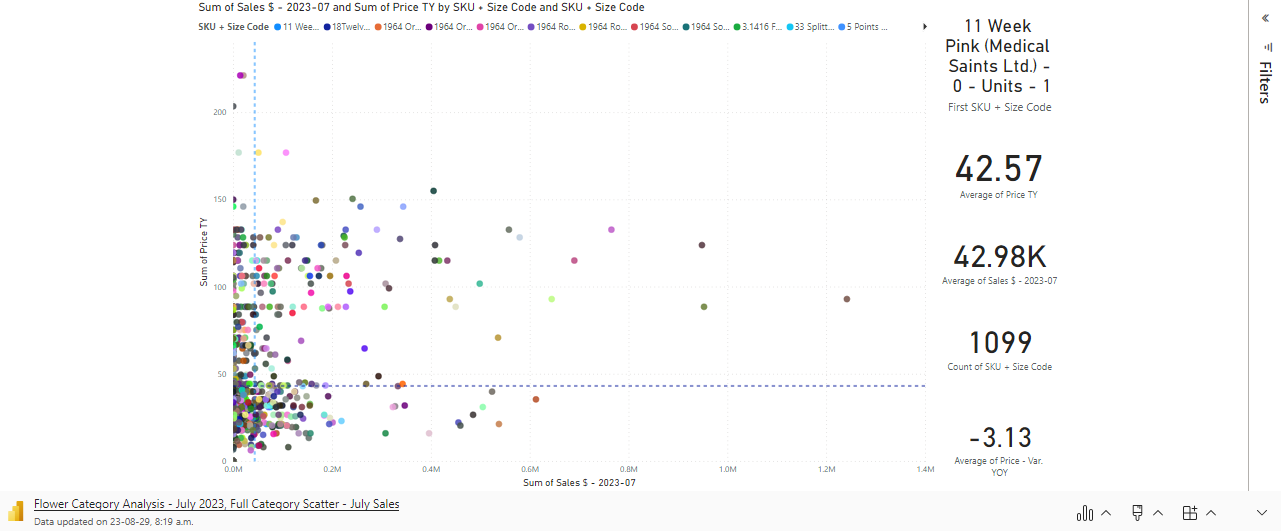 Sum of Sales $ - 2023-07 and Sum of Price TY by SKU + Size Code and SKU + Size Code
SKU + Size Code 11 Wee... 18Twelv... 1964 Or... 1964 Or... 1964 Or... 1964 Ro... 1964 Ro... 1964 So... 1964 So... 3.1416 F... 33 Splitt... 5 Points ...
Sum of Price TY
200
150
100
50
0
0.0M 0.2M 0.4M 0.6M 0.8M 1.0M 1.2M 1.4M
Sum of Sales $ - 2023-07
11 Week
Pink (Medical
Saints Ltd.) -
0 - Units - 1
First SKU + Size Code
42.57
Average of Price TY
42.98K
Average of Sales $ - 2023-07
1099
Count of SKU + Size Code
-3.13
Average of Price - Var.
YOY
Filters
Flower Category Analysis - July 2023, Full Category Scatter - July Sales
Data updated on 23-08-29, 8:19 a.m.